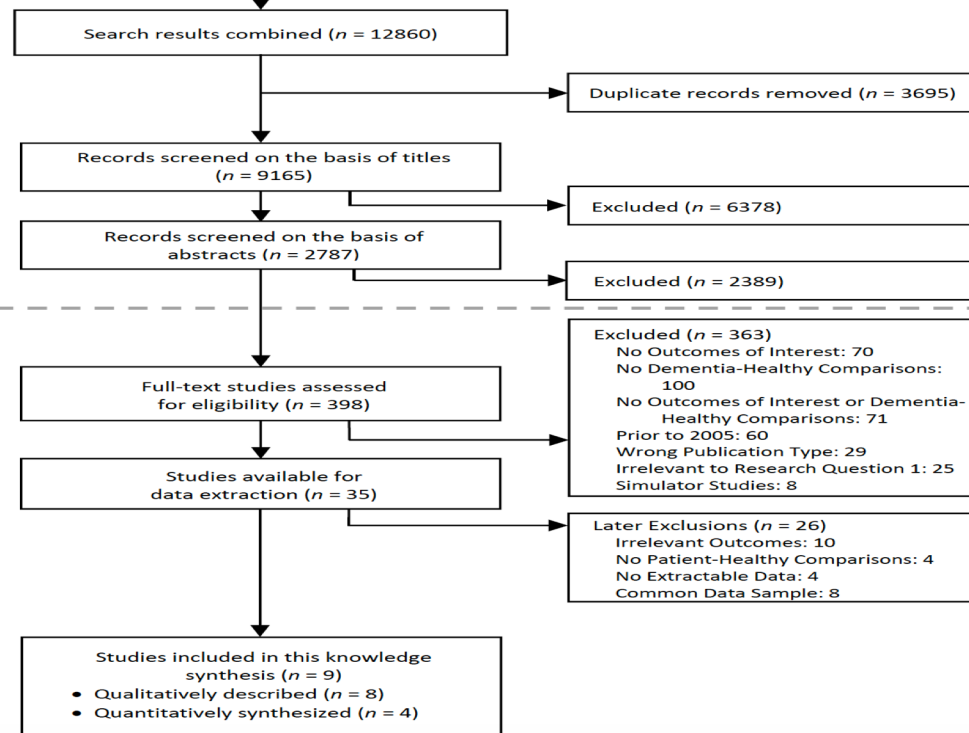 Search results combined (n = 12860)
Duplicate records removed (n = 3695)
Records screened on the basis of titles
(n = 9165)
Excluded (n = 6378)
Records screened on the basis of
abstracts (n = 2787)
Excluded (n = 2389)
Excluded (n = 363)
No Outcomes of Interest: 70
No Dementia-Healthy Comparisons:
100
No Outcomes of Interest or Dementia-
Healthy Comparisons: 71
Prior to 2005: 60
Wrong Publication Type: 29
Irrelevant to Research Question 1: 25
Simulator Studies: 8
Full-text studies assessed
for eligibility (n = 398)
Studies available for
data extraction (n = 35)
Later Exclusions (n = 26)
Irrelevant Outcomes: 10
No Patient-Healthy Comparisons: 4
No Extractable Data: 4
Common Data Sample: 8
Studies included in this knowledge
synthesis (n = 9)
• Qualitatively described (n = 8)
• Quantitatively synthesized (n = 4)